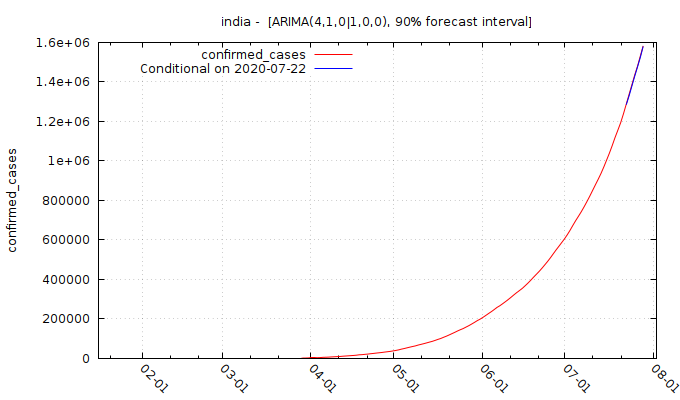 india -  [ARIMA(4,1,0|1,0,0), 90% forecast interval]
confirmed_cases
Conditional on 2020-07-22
1.6e+06
1.4e+06
1.2e+06
1e+06
800000
600000
400000
200000
0
confirmed_cases
02-01
03-01
04-01
05-01
06-01
07-01
08-01